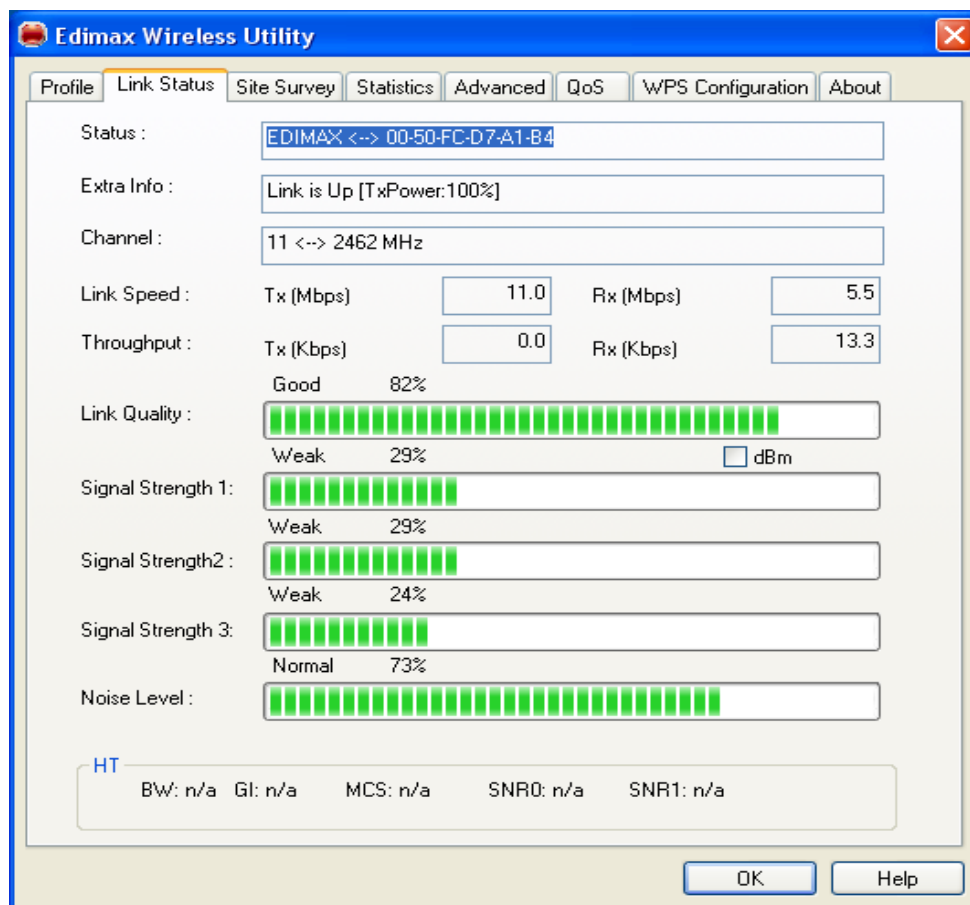 Edimax Wireless Utility
Profile Link Status Site Survey Statistics Advanced QoS WPS Configuration About
Status : EDIMAX <--> 00-50-FC-D7-A1-B4
Extra Info : Link is Up [TxPower:100%]
Channel : 11 <--> 2462 MHz
Link Speed : Tx (Mbps) 11.0 Rx (Mbps) 5.5
Throughput : Tx (Kbps) 0.0 Rx (Kbps) 13.3
Good 82%
Link Quality :
Weak 29% dBm
Signal Strength 1:
Weak 29%
Signal Strength2 :
Weak 24%
Signal Strength 3:
Normal 73%
Noise Level :
HT
BW: n/a GI: n/a MCS: n/a SNR0: n/a SNR1: n/a
OK Help